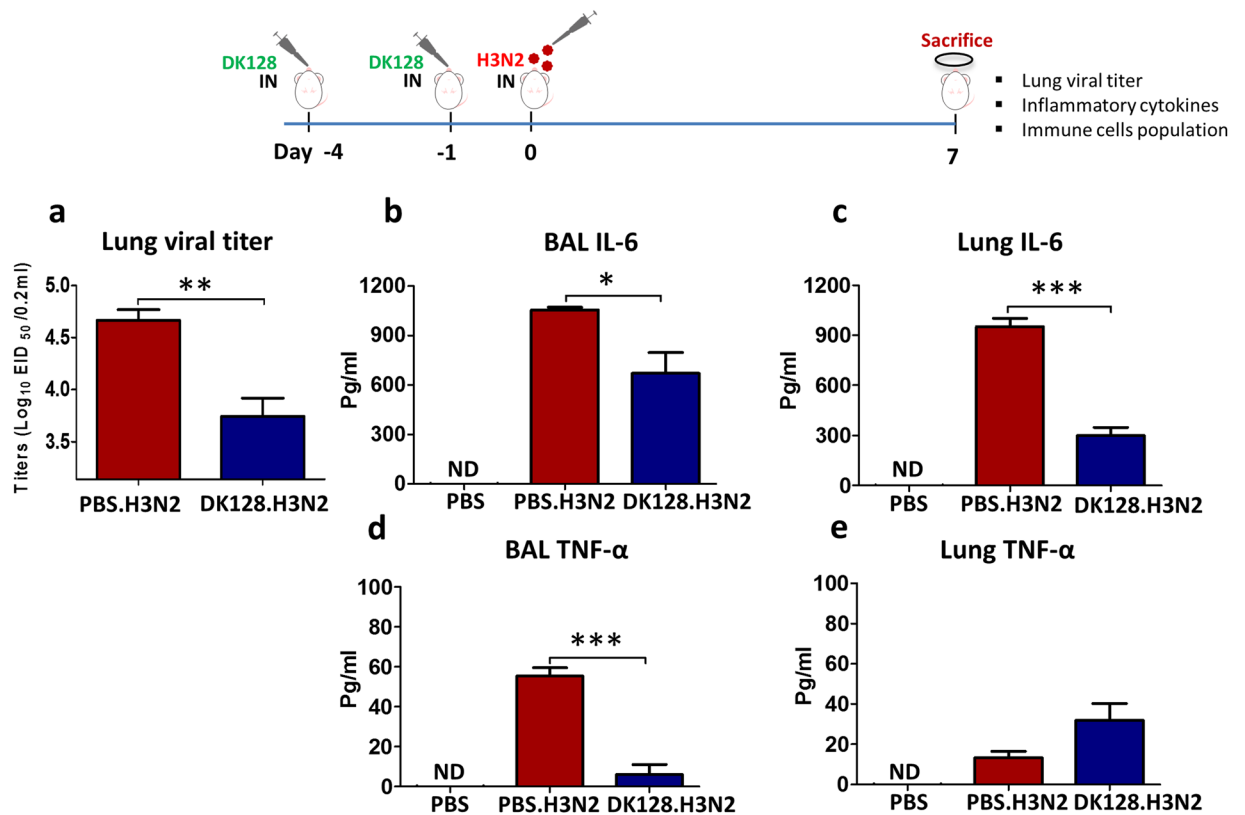 DK128
IN
DK128
IN
H3N2
IN
Sacrifice
▪ Lung viral titer
▪ Inflammatory cytokines
▪ Immune cells population
Day -4 -1 0 7
a
Lung viral titer
**
Titers (Log10 EID 50 /0.2ml)
5.0
4.5
4.0
3.5
PBS.H3N2 DK128.H3N2
b
BAL IL-6
*
Pg/ml
1200
900
600
300
0
ND
PBS PBS.H3N2 DK128.H3N2
c
Lung IL-6
***
Pg/ml
1200
900
600
300
0
ND
PBS PBS.H3N2 DK128.H3N2
d
BAL TNF-α
***
Pg/ml
100
80
60
40
20
0
ND
PBS PBS.H3N2 DK128.H3N2
e
Lung TNF-α
Pg/ml
100
80
60
40
20
0
ND
PBS PBS.H3N2 DK128.H3N2